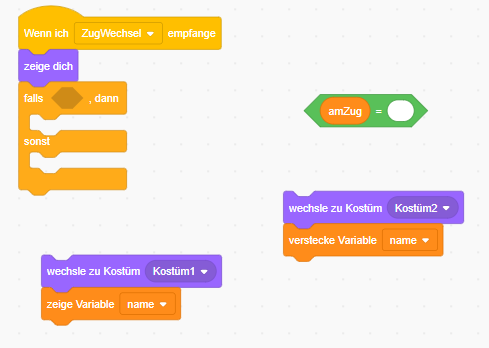 Wenn ich ZugWechsel empfange
zeige dich
falls , dann
sonst
amZug =
wechsle zu Kostüm Kostüm2
verstecke Variable name
wechsle zu Kostüm Kostüm1
zeige Variable name